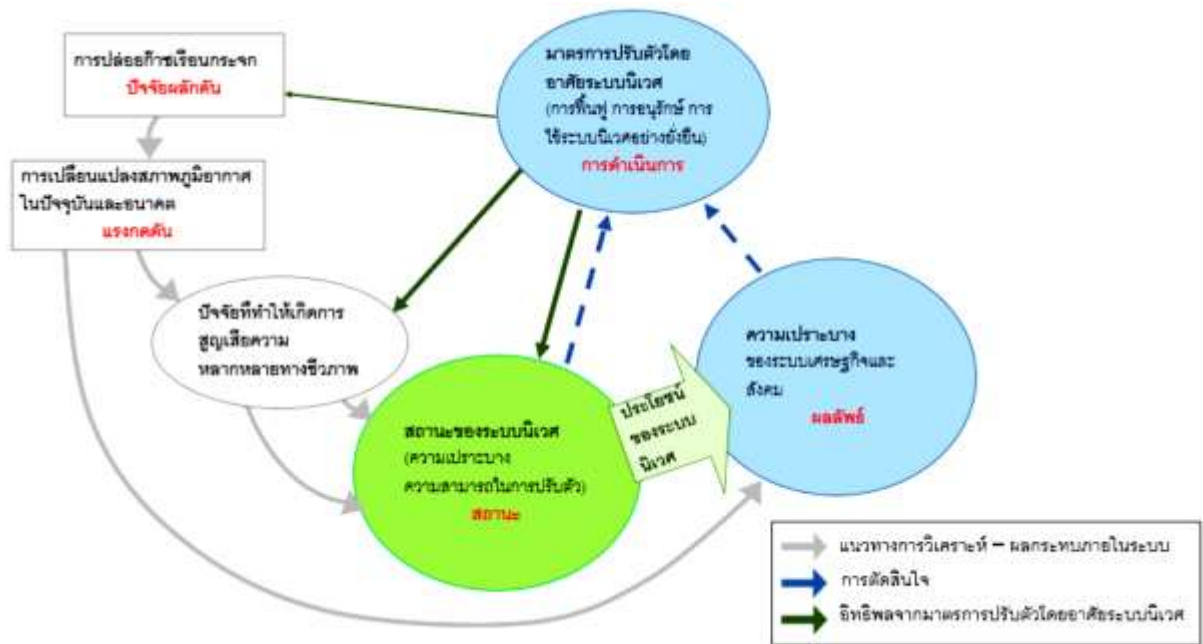 การปล่อยก๊าซเรือนกระจก
ปัจจัยผลักดัน
การเปลี่ยนแปลงสภาพภูมิอากาศ
ในปัจจุบันและอนาคต
แรงกดดัน
มาตรการปรับตัวโดย
อาศัยระบบนิเวศ
(การฟื้นฟู การอนุรักษ์ การ
ใช้ระบบนิเวศอย่างยั่งยืน)
การดำเนินการ
ปัจจัยที่ทำให้เกิดการ
สูญเสียความ
หลากหลายทางชีวภาพ
สถานะของระบบนิเวศ
(ความเปราะบาง
ความสามารถในการปรับตัว)
สถานะ
ประโยชน์
ของระบบ
นิเวศ
ความเปราะบาง
ของระบบเศรษฐกิจและ
สังคม
ผลลัพธ์
แนวทางการวิเคราะห์ – ผลกระทบภายในระบบ
การตัดสินใจ
อิทธิพลจากมาตรการปรับตัวโดยอาศัยระบบนิเวศ